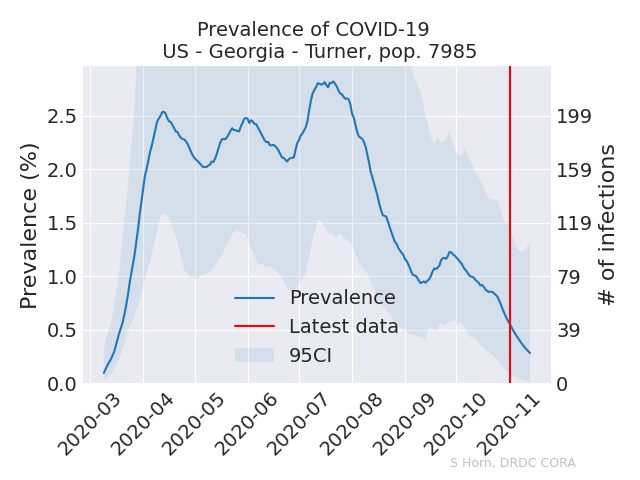 Prevalence of COVID-19
US - Georgia - Turner, pop. 7985
Prevalence (%)
2.5
2.0
1.5
1.0
0.5
0.0
199
159
119
79
39
0
# of infections
Prevalence
Latest data
95CI
2020-03
2020-04
2020-05
2020-06
2020-07
2020-08
2020-09
2020-10
2020-11
S Horn, DRDC CORA